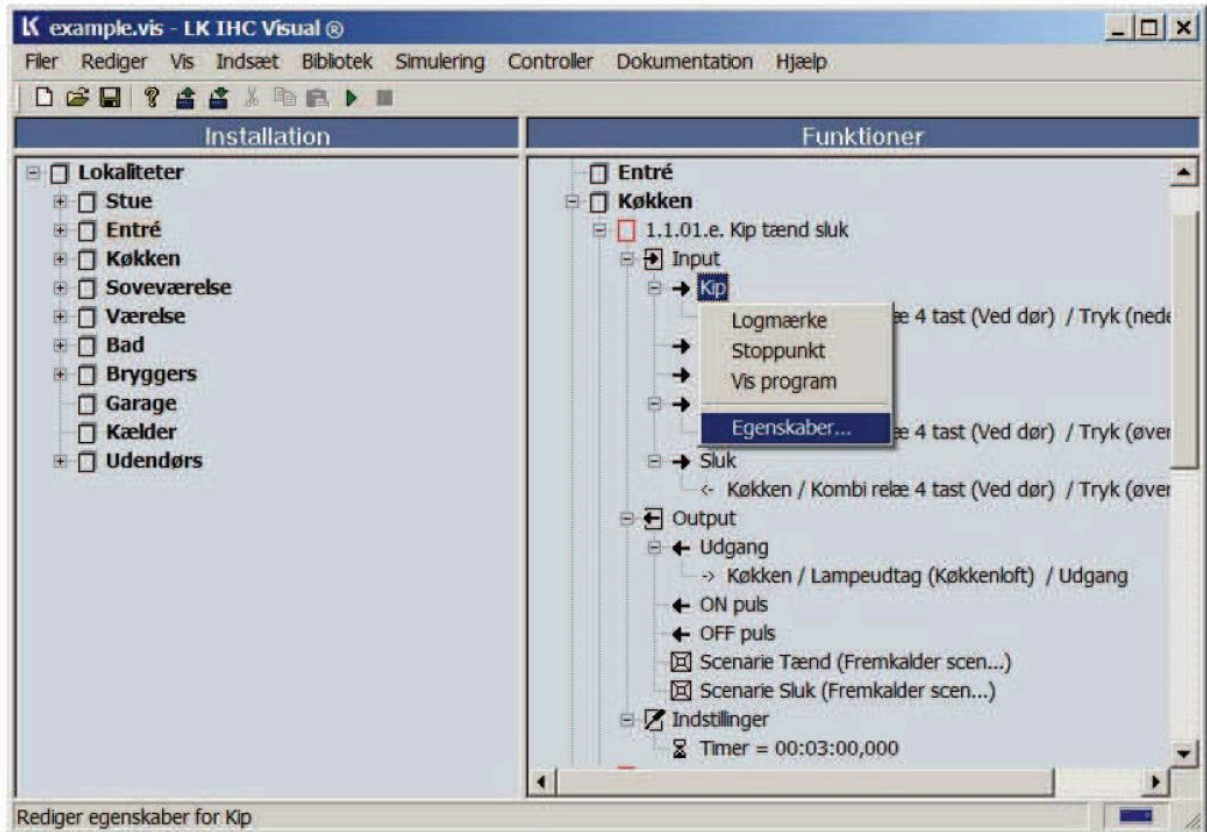 LK example.vis - LK IHC Visual ®
Filer Rediger Vis Indsæt Bibliotek Simulering Controller Dokumentation Hjælp
Installation
Lokaliteter
Stue
Entré
Køkken
Soveværelse
Værelse
Bad
Bryggers
Garage
Kælder
Udendørs
Funktioner
Entré
Køkken
1.1.01.e. Kip tænd sluk
Input
Kip
Logmærke
Stoppunkt
Vis program
Egenskaber...
æ 4 tast (Ved dør) / Tryk (nede
æ 4 tast (Ved dør) / Tryk (øver
Sluk
<- Køkken / Kombi relæ 4 tast (Ved dør) / Tryk (øver
Output
Udgang
-> Køkken / Lampeudtag (Køkkenloft) / Udgang
ON puls
OFF puls
Scenarie Tænd (Fremkalder scen...)
Scenarie Sluk (Fremkalder scen...)
Indstillinger
Timer = 00:03:00,000
Rediger egenskaber for Kip